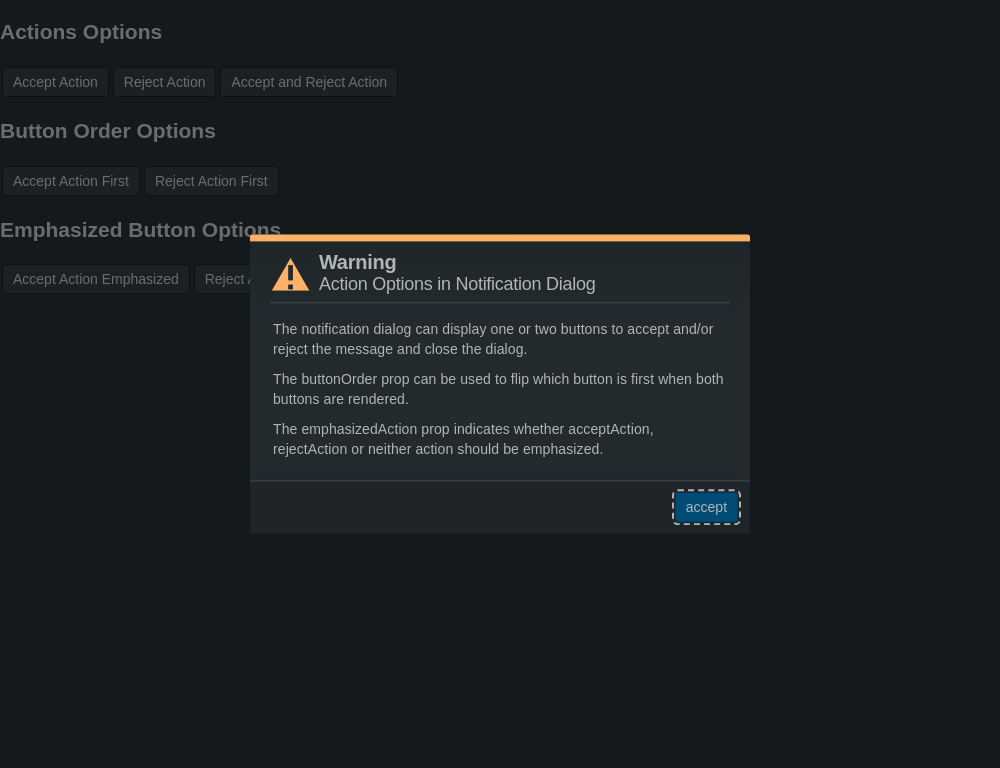 Actions Options
Accept Action Reject Action Accept and Reject Action
Button Order Options
Accept Action First Reject Action First
Emphasized Button Options
Accept Action Emphasized Reject
Warning
Action Options in Notification Dialog
The notification dialog can display one or two buttons to accept and/or
reject the message and close the dialog.
The buttonOrder prop can be used to flip which button is first when both
buttons are rendered.
The emphasizedAction prop indicates whether acceptAction,
rejectAction or neither action should be emphasized.
accept